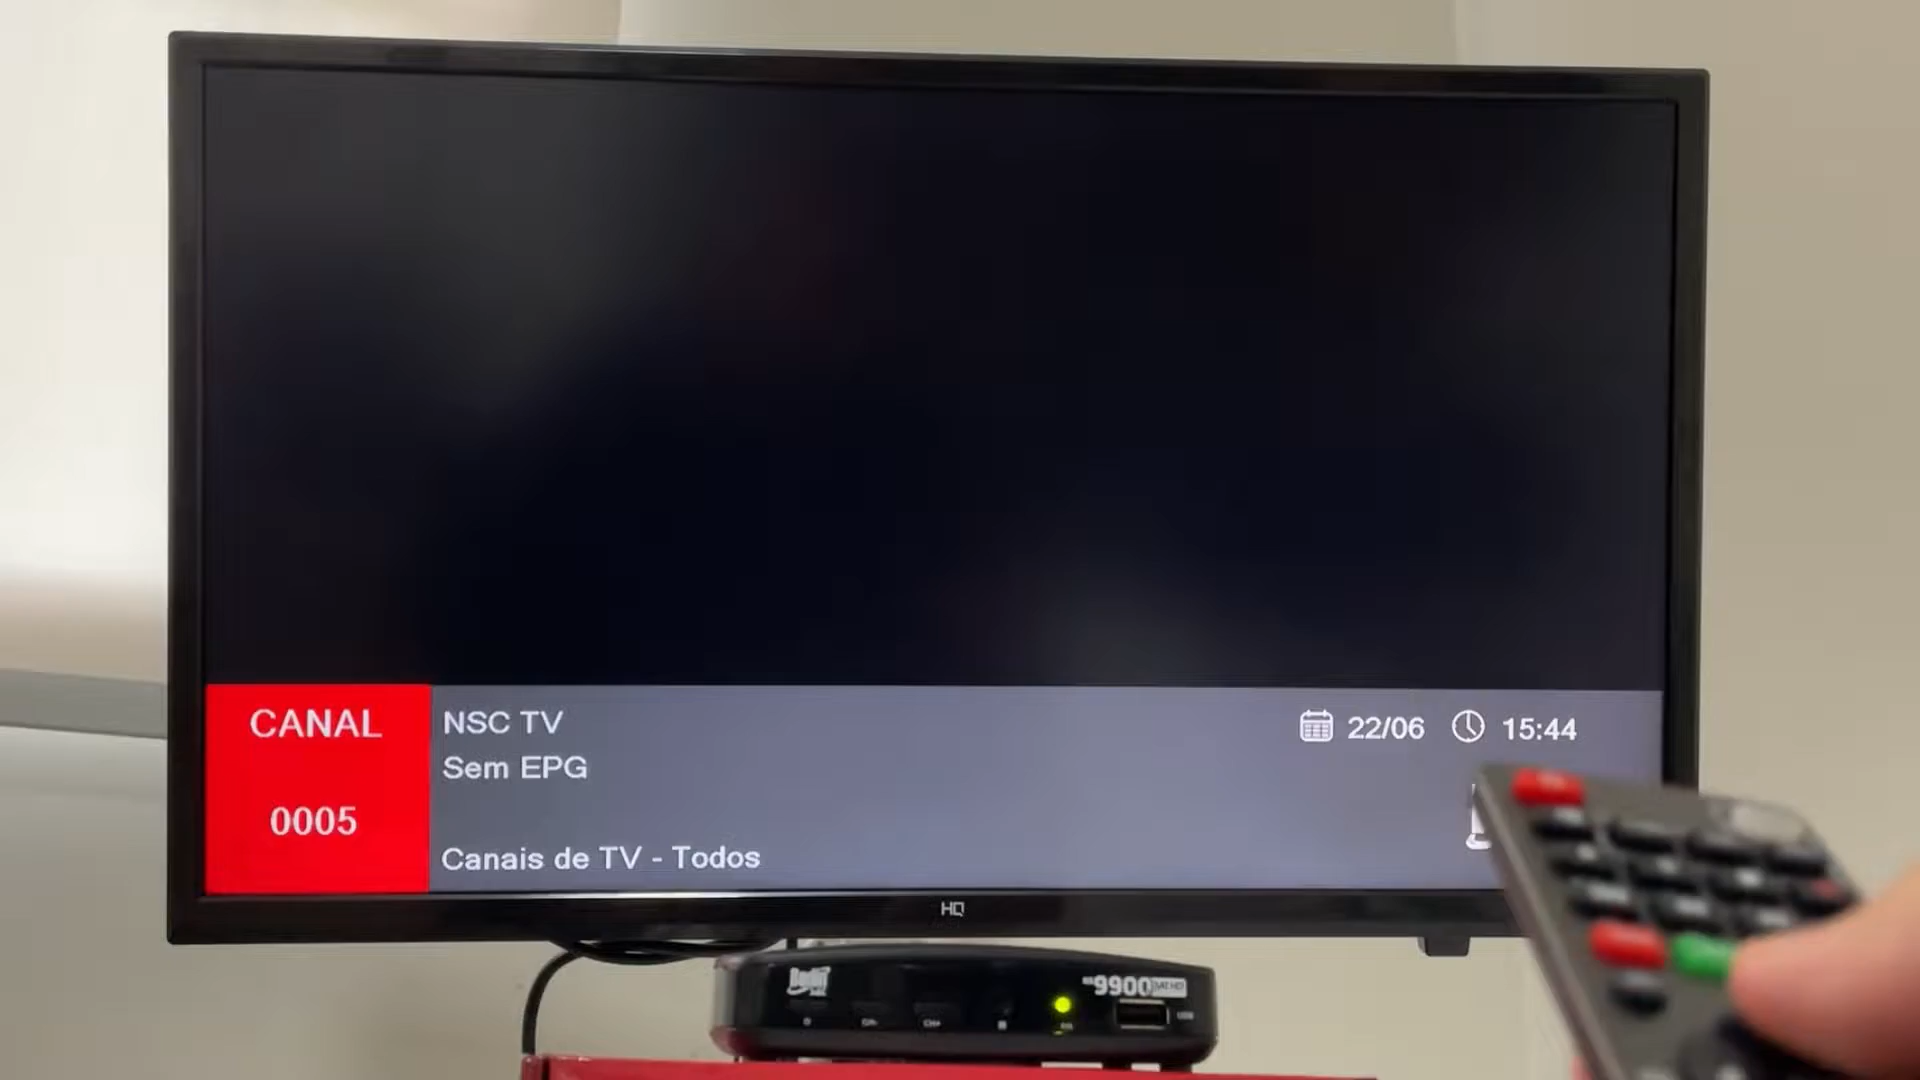 CANAL
0005
NSC TV
Sem EPG
Canais de TV - Todos
22/06 15:44
HQ
9900